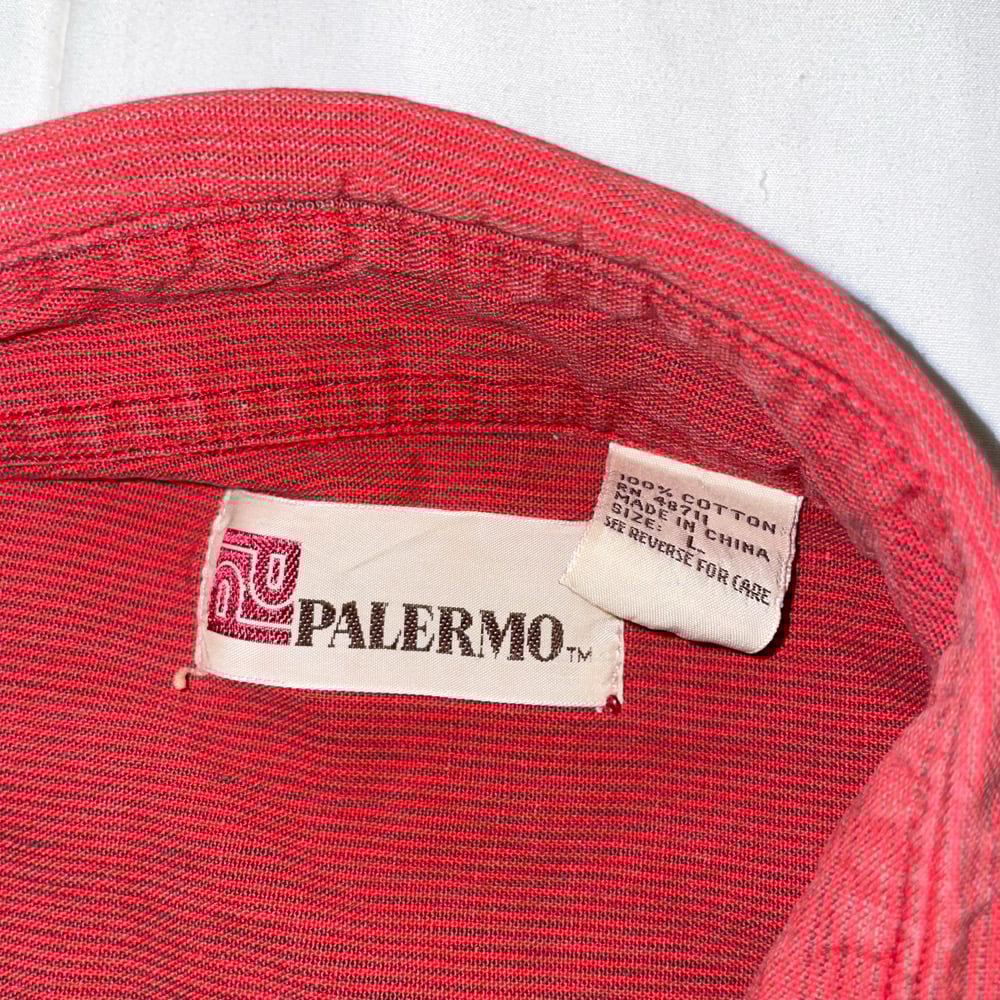 PALERMO™
100% COTTON
RN 48711
MADE IN CHINA
SIZE: L
SEE REVERSE FOR CARE